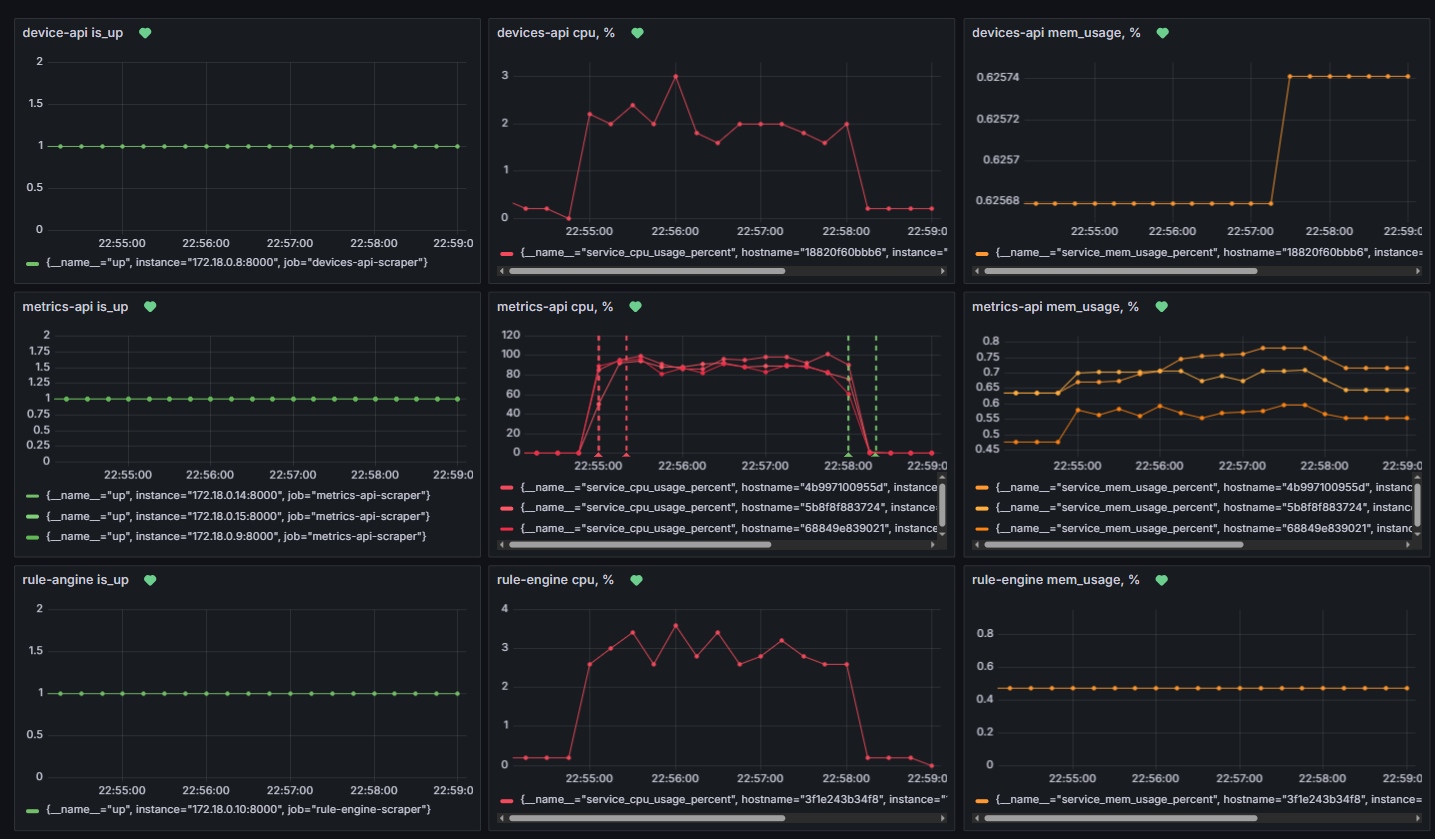 device-api is_up
devices-api cpu, %
devices-api mem_usage, %
2
1.5
1
0.5
0
22:55:00 22:56:00 22:57:00 22:58:00 22:59:0
{__name__="up", instance="172.18.0.8:8000", job="devices-api-scraper"}
3
2
1
0
22:55:00 22:56:00 22:57:00 22:58:00 22:59:0
{__name__="service_cpu_usage_percent", hostname="18820f60bbb6", instance="
0.62574
0.62572
0.6257
0.62568
22:55:00 22:56:00 22:57:00 22:58:00 22:59:0
{__name__="service_mem_usage_percent", hostname="18820f60bbb6", instance=
metrics-api is_up
metrics-api cpu, %
metrics-api mem_usage, %
2
1.75
1.5
1.25
1
0.75
0.5
0.25
0
22:55:00 22:56:00 22:57:00 22:58:00 22:59:0
{__name__="up", instance="172.18.0.14:8000", job="metrics-api-scraper"}
{__name__="up", instance="172.18.0.15:8000", job="metrics-api-scraper"}
{__name__="up", instance="172.18.0.9:8000", job="metrics-api-scraper"}
120
100
80
60
40
20
0
22:55:00 22:56:00 22:57:00 22:58:00 22:59:0
{__name__="service_cpu_usage_percent", hostname="4b997100955d", instance
{__name__="service_cpu_usage_percent", hostname="5b8f8f883724", instance
{__name__="service_cpu_usage_percent", hostname="68849e839021", instance
0.8
0.75
0.7
0.65
0.6
0.55
0.5
0.45
22:55:00 22:56:00 22:57:00 22:58:00 22:59:0
{__name__="service_mem_usage_percent", hostname="4b997100955d", instanc
{__name__="service_mem_usage_percent", hostname="5b8f8f883724", instanc
{__name__="service_mem_usage_percent", hostname="68849e839021", instanc
rule-angine is_up
rule-engine cpu, %
rule-engine mem_usage, %
2
1.5
1
0.5
0
22:55:00 22:56:00 22:57:00 22:58:00 22:59:0
{__name__="up", instance="172.18.0.10:8000", job="rule-engine-scraper"}
4
3
2
1
0
22:55:00 22:56:00 22:57:00 22:58:00 22:59:0
{__name__="service_cpu_usage_percent", hostname="3f1e243b34f8", instance="
0.8
0.6
0.4
0.2
0
22:55:00 22:56:00 22:57:00 22:58:00 22:59:0
{__name__="service_mem_usage_percent", hostname="3f1e243b34f8", instance=